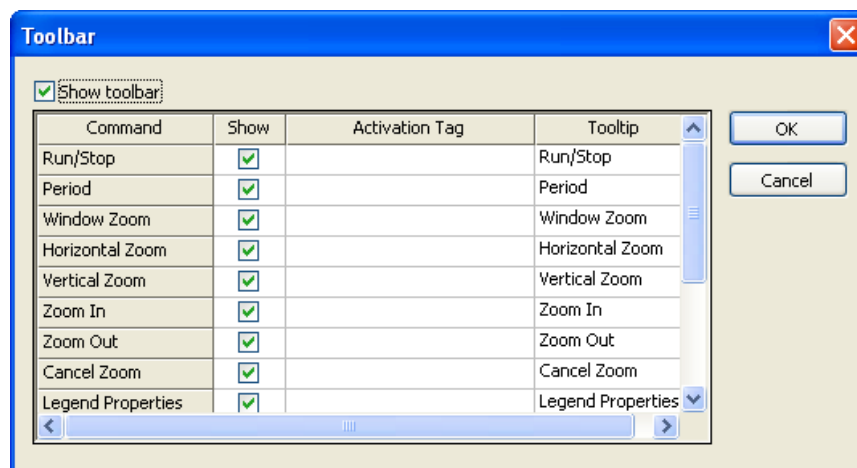 Toolbar
Show toolbar
Command Show Activation Tag Tooltip
Run/Stop Run/Stop
Period Period
Window Zoom Window Zoom
Horizontal Zoom Horizontal Zoom
Vertical Zoom Vertical Zoom
Zoom In Zoom In
Zoom Out Zoom Out
Cancel Zoom Cancel Zoom
Legend Properties Legend Properties
OK
Cancel